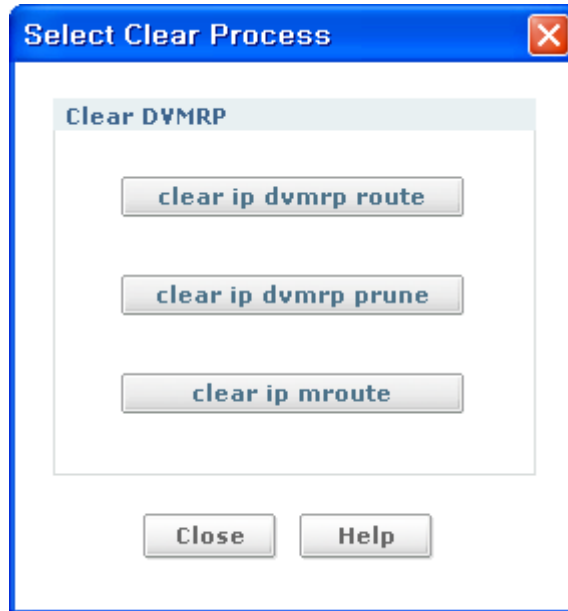 Select Clear Process
Clear DVMRP
clear ip dvmrp route
clear ip dvmrp prune
clear ip mroute
Close Help